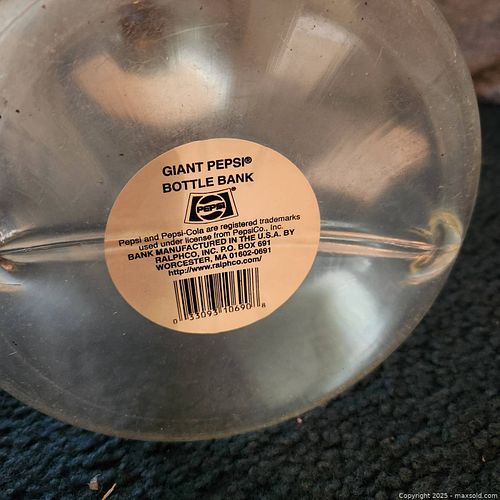 GIANT PEPSI®
BOTTLE BANK
PEPSI®
Pepsi and Pepsi-Cola are registered trademarks
used under license from PepsiCo., Inc.
BANK MANUFACTURED IN THE U.S.A. BY
RALPHCO, INC. P.O. BOX 691
WORCESTER, MA 01602-0691
http://www.ralphco.com/
0 33093 10690 8
Copyright 2025 - maxsold.com